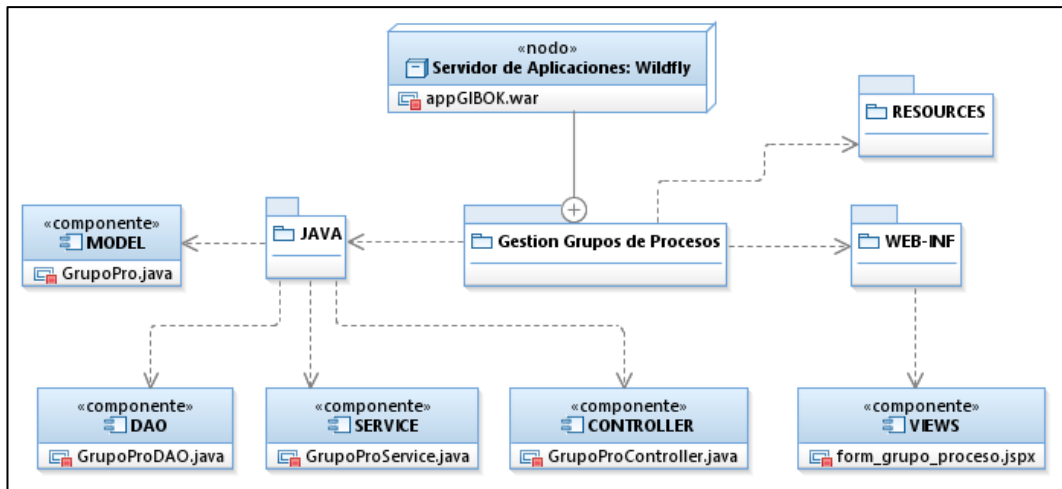 «nodo»
Servidor de Aplicaciones: Wildfly
appGIBOK.war
RESOURCES
«componente»
MODEL
GrupoPro.java
JAVA
Gestion Grupos de Procesos
WEB-INF
«componente»
DAO
GrupoProDAO.java
«componente»
SERVICE
GrupoProService.java
«componente»
CONTROLLER
GrupoProController.java
«componente»
VIEWS
form_grupo_proceso.jspx